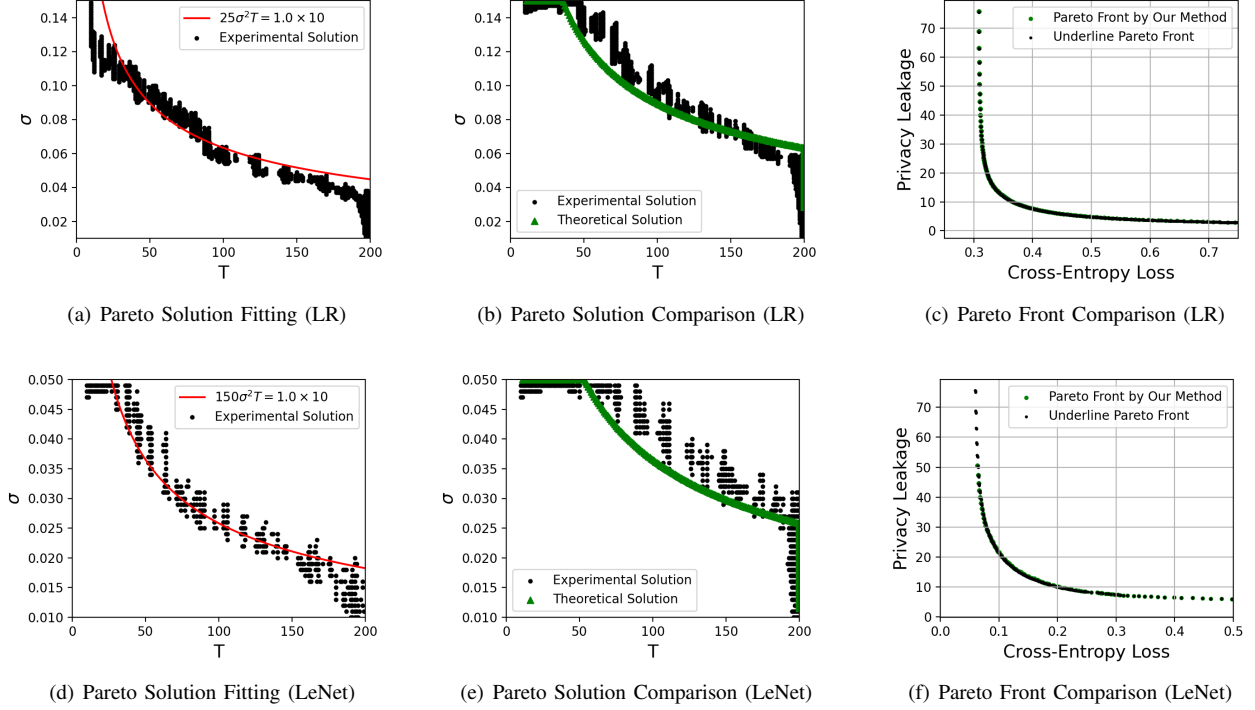 0.14
0.12
0.10
0.08
0.06
0.04
0.02
σ
0 50 100 150 200
T
25σ²T = 1.0 × 10
Experimental Solution
(a) Pareto Solution Fitting (LR)
0.14
0.12
0.10
0.08
0.06
0.04
0.02
σ
0 50 100 150 200
T
Experimental Solution
Theoretical Solution
(b) Pareto Solution Comparison (LR)
70
60
50
40
30
20
10
0
Privacy Leakage
0.3 0.4 0.5 0.6 0.7
Cross-Entropy Loss
Pareto Front by Our Method
Underline Pareto Front
(c) Pareto Front Comparison (LR)
0.050
0.045
0.040
0.035
0.030
0.025
0.020
0.015
0.010
σ
0 50 100 150 200
T
150σ²T = 1.0 × 10
Experimental Solution
(d) Pareto Solution Fitting (LeNet)
0.050
0.045
0.040
0.035
0.030
0.025
0.020
0.015
0.010
σ
0 50 100 150 200
T
Experimental Solution
Theoretical Solution
(e) Pareto Solution Comparison (LeNet)
70
60
50
40
30
20
10
0
Privacy Leakage
0.0 0.1 0.2 0.3 0.4 0.5
Cross-Entropy Loss
Pareto Front by Our Method
Underline Pareto Front
(f) Pareto Front Comparison (LeNet)